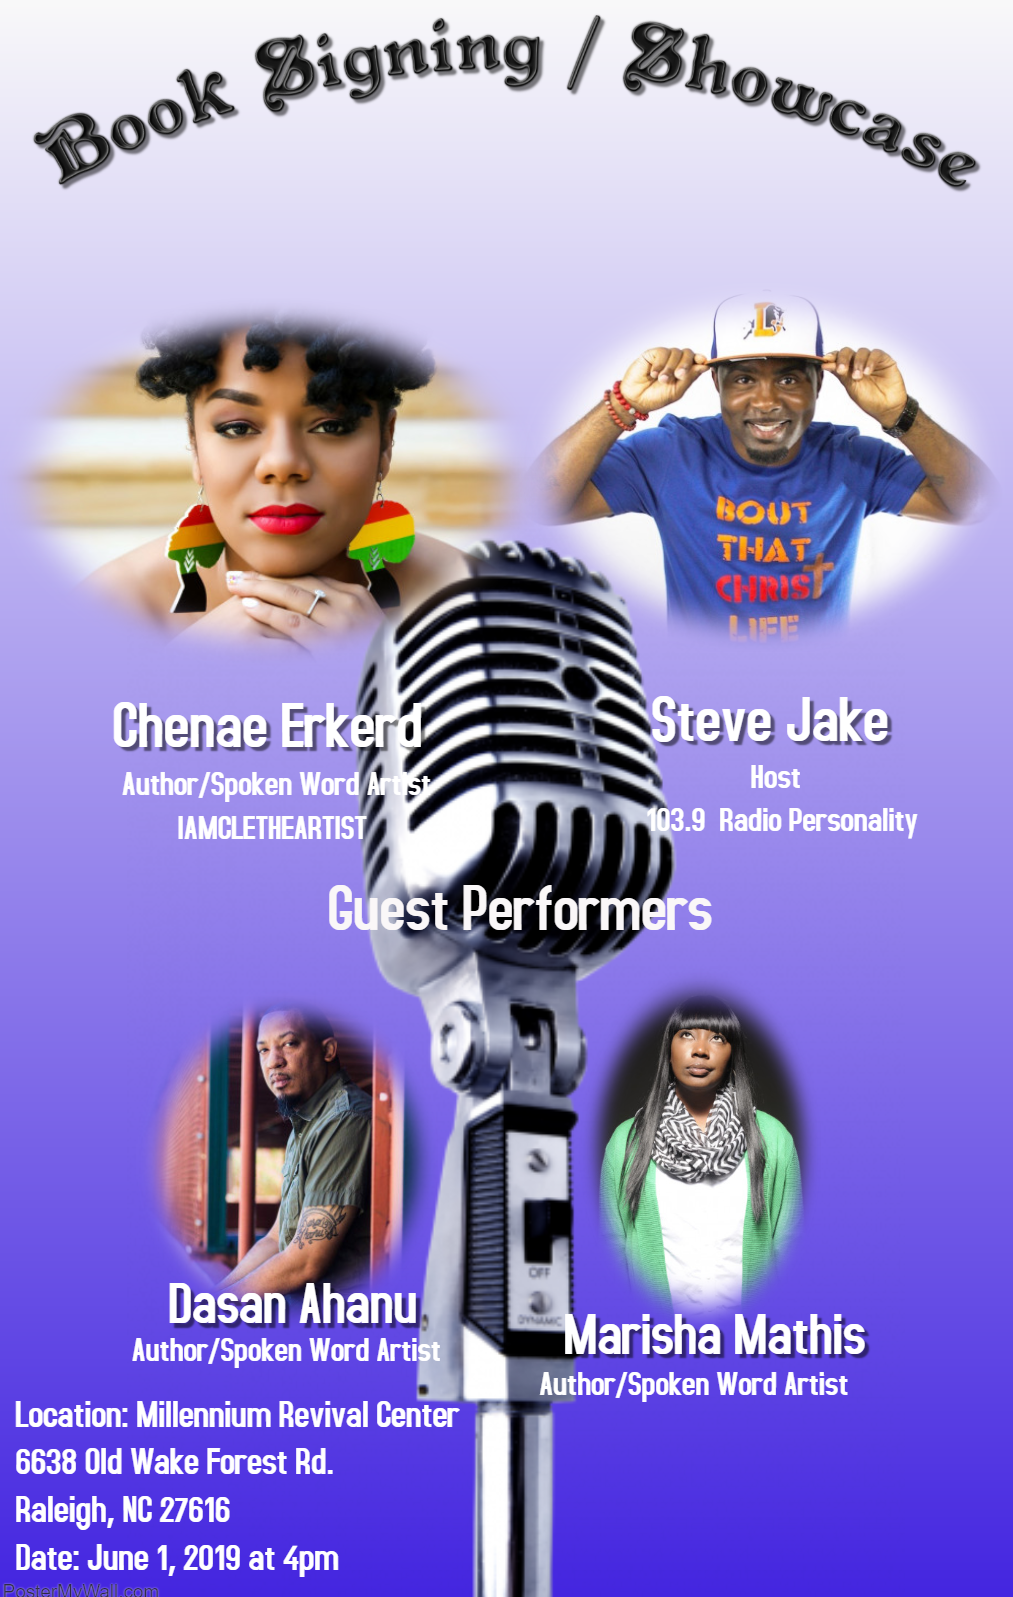 Book Signing / Showcase
L
BOUT
THAT
CHRIST
LIFE
Chenae Erkerd
Author/Spoken Word Artist
IAMCLETHEARTIST
Steve Jake
Host
103.9 Radio Personality
Guest Performers
OFF
DYNAMIC
Dasan Ahanu
Author/Spoken Word Artist
Marisha Mathis
Author/Spoken Word Artist
Location: Millennium Revival Center
6638 Old Wake Forest Rd.
Raleigh, NC 27616
Date: June 1, 2019 at 4pm
PosterMyWall.com